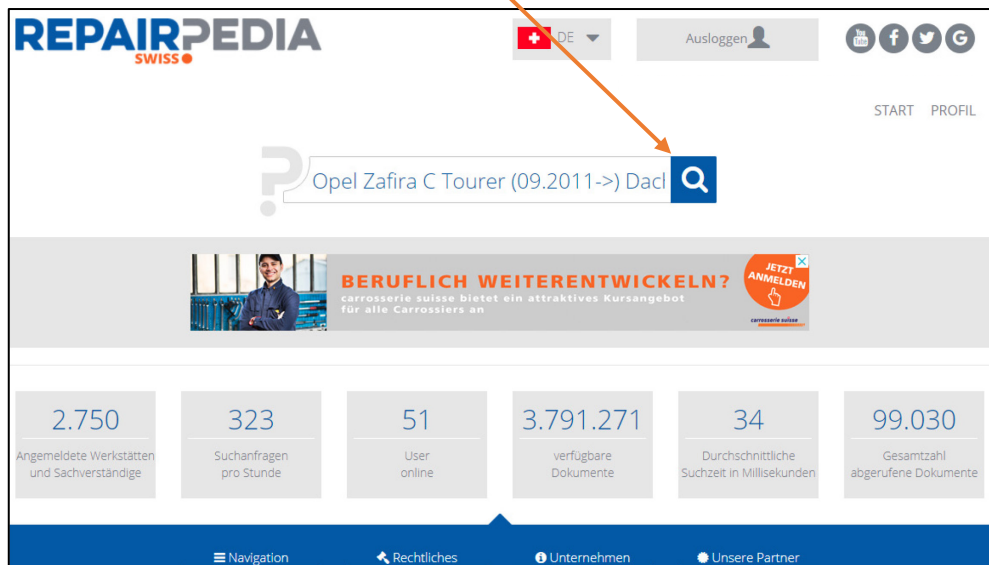 REPAIRPEDIA
SWISS
DE
Ausloggen
You
Tube
START PROFIL
Opel Zafira C Tourer (09.2011->) Dach
BERUFLICH WEITERENTWICKELN?
carrosserie suisse bietet ein attraktives Kursangebot
für alle Carrossiers an
JETZT
ANMELDEN
carrosserie suisse
2.750
Angemeldete Werkstätten
und Sachverständige
323
Suchanfragen
pro Stunde
51
User
online
3.791.271
verfügbare
Dokumente
34
Durchschnittliche
Suchzeit in Millisekunden
99.030
Gesamtzahl
abgerufene Dokumente
Navigation
Rechtliches
Unternehmen
Unsere Partner